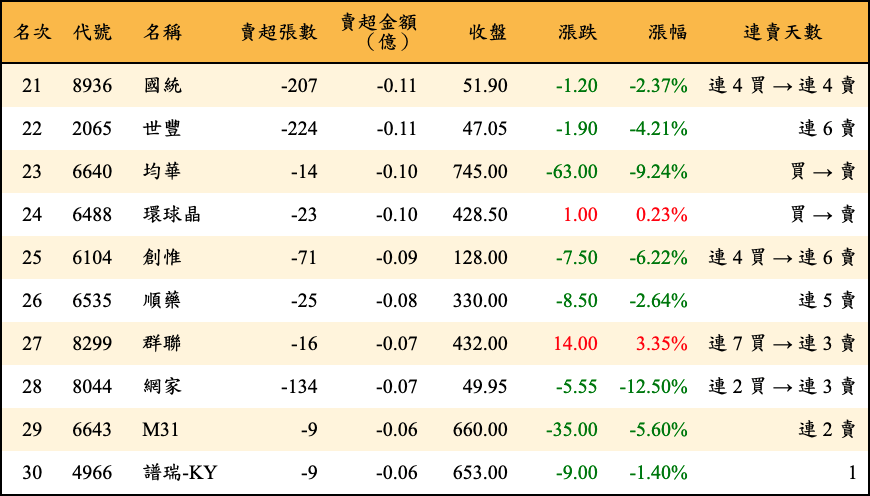 名次 代號 名稱 賣超張數 賣超金額（億） 收盤 漲跌 漲幅 連賣天數
21 8936 國統 -207 -0.11 51.90 -1.20 -2.37% 連 4 買 → 連 4 賣
22 2065 世豐 -224 -0.11 47.05 -1.90 -4.21% 連 6 賣
23 6640 均華 -14 -0.10 745.00 -63.00 -9.24% 買 → 賣
24 6488 環球晶 -23 -0.10 428.50 1.00 0.23% 買 → 賣
25 6104 創惟 -71 -0.09 128.00 -7.50 -6.22% 連 4 買 → 連 6 賣
26 6535 順藥 -25 -0.08 330.00 -8.50 -2.64% 連 5 賣
27 8299 群聯 -16 -0.07 432.00 14.00 3.35% 連 7 買 → 連 3 賣
28 8044 網家 -134 -0.07 49.95 -5.55 -12.50% 連 2 買 → 連 3 賣
29 6643 M31 -9 -0.06 660.00 -35.00 -5.60% 連 2 賣
30 4966 譜瑞-KY -9 -0.06 653.00 -9.00 -1.40% 1